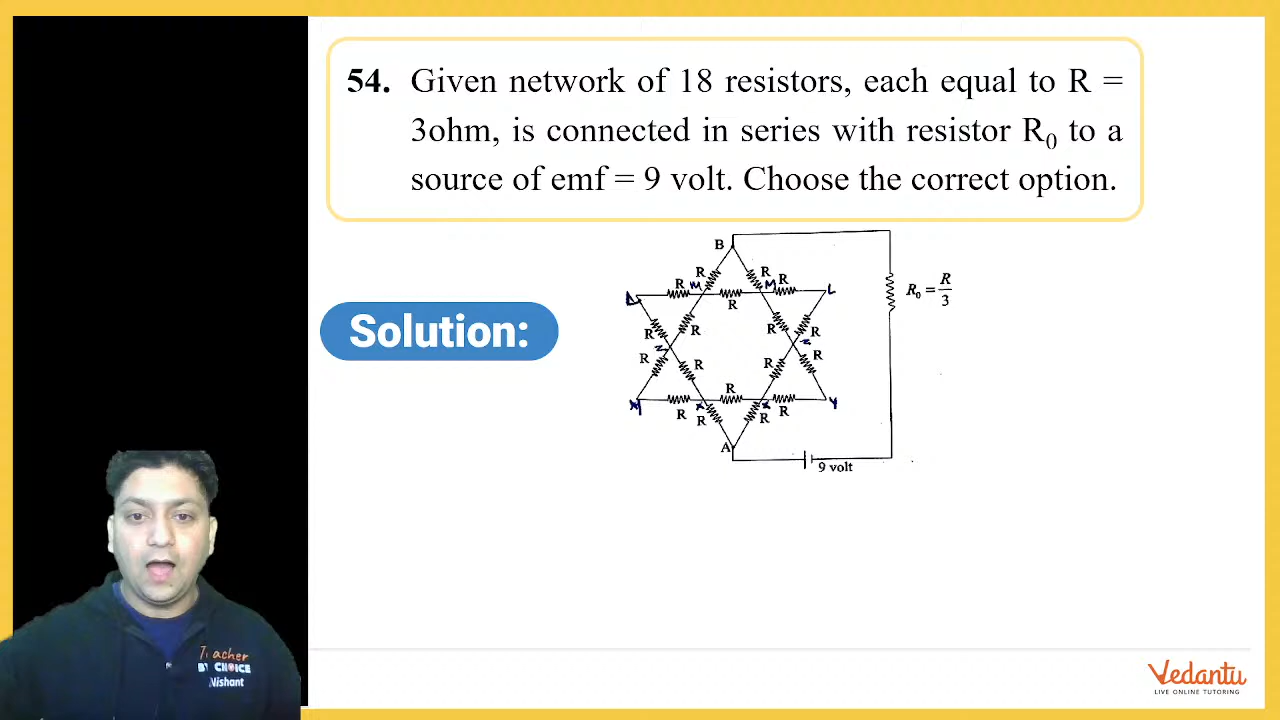 54. Given network of 18 resistors, each equal to R =
3ohm, is connected in series with resistor R₀ to a
source of emf = 9 volt. Choose the correct option.
Solution:
B
R R R
R M M L
R
R₀ = R/3
R R R R
R R R R
R
M x x y
R R R R
A
9 volt
Teacher
BY CHOICE
Nishant
Vedantu
LIVE ONLINE TUTORING